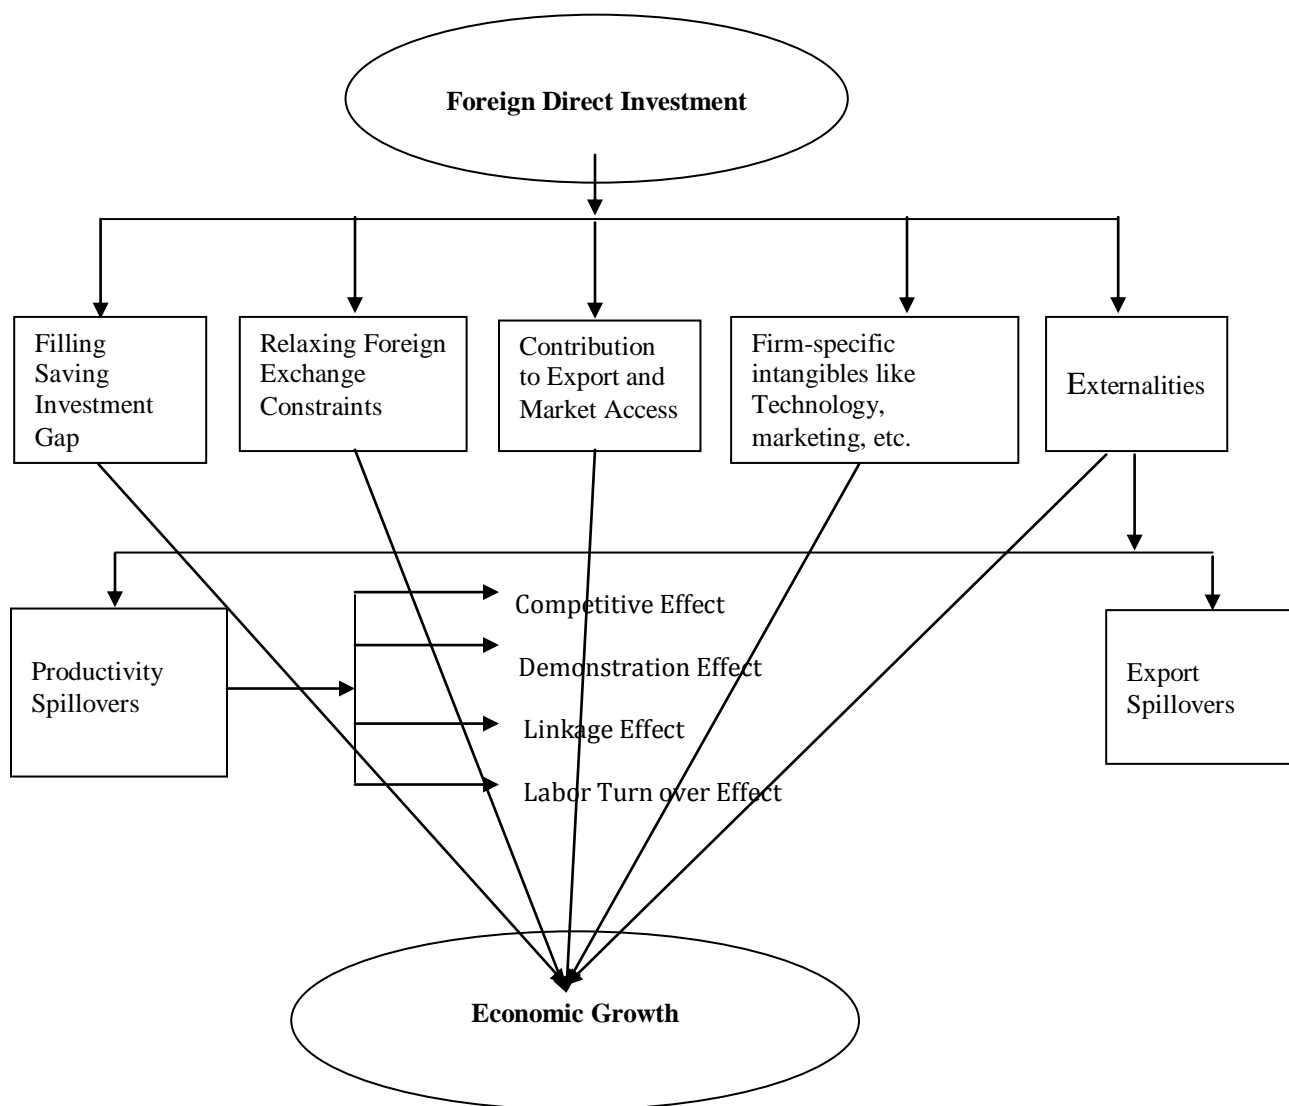 Foreign Direct Investment
Filling
Saving
Investment
Gap
Relaxing Foreign
Exchange
Constraints
Contribution
to Export and
Market Access
Firm-specific
intangibles like
Technology,
marketing, etc.
Externalities
Productivity
Spillovers
Competitive Effect
Demonstration Effect
Linkage Effect
Labor Turn over Effect
Export
Spillovers
Economic Growth